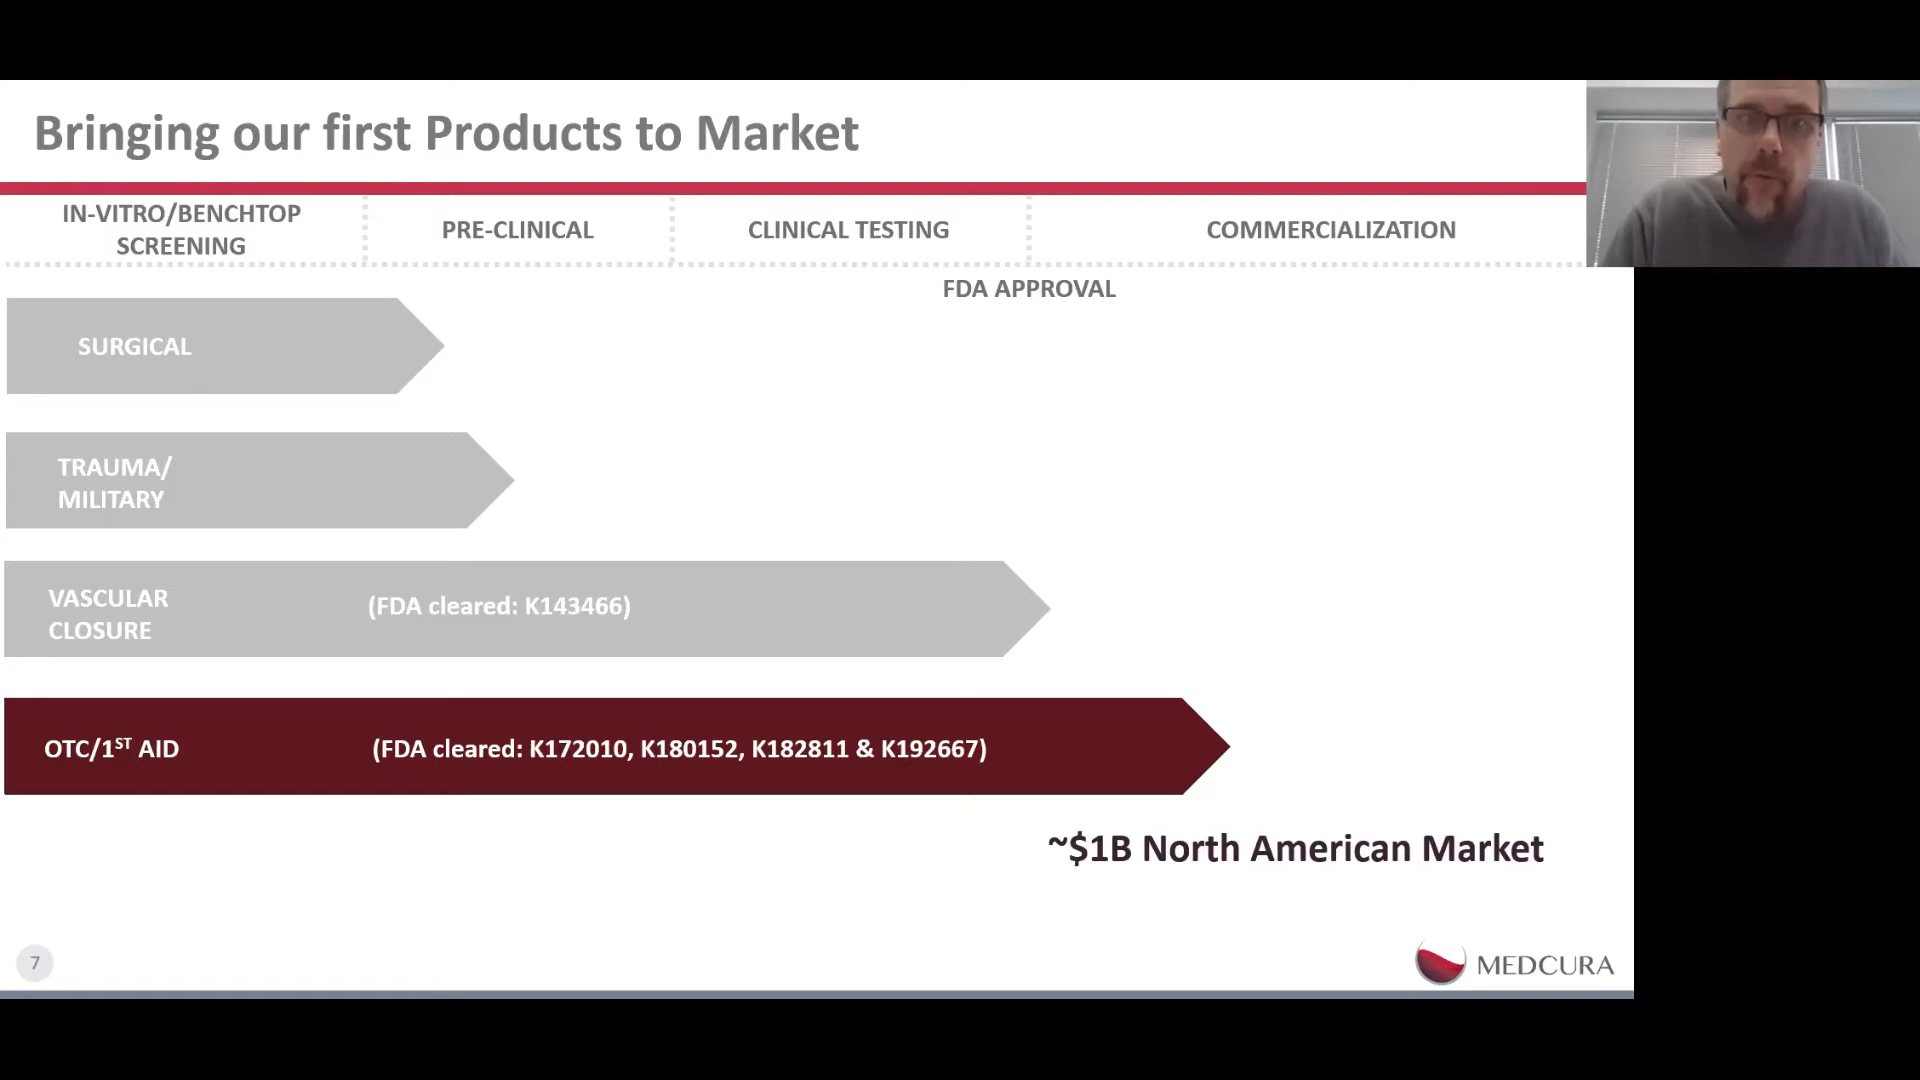 Bringing our first Products to Market
IN-VITRO/BENCHTOP
SCREENING
PRE-CLINICAL
CLINICAL TESTING
COMMERCIALIZATION
FDA APPROVAL
SURGICAL
TRAUMA/
MILITARY
VASCULAR
CLOSURE
(FDA cleared: K143466)
OTC/1ST AID
(FDA cleared: K172010, K180152, K182811 & K192667)
~$1B North American Market
7
MEDCURA